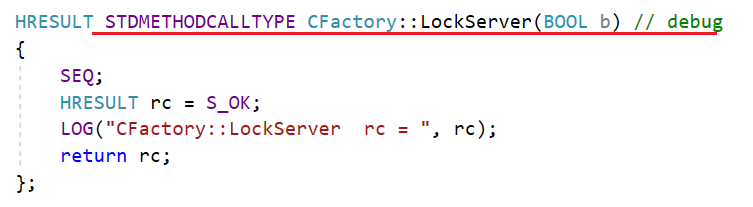 HRESULT STDMETHODCALLTYPE CFactory::LockServer(BOOL b) // debug
{
    SEQ;
    HRESULT rc = S_OK;
    LOG("CFactory::LockServer  rc = ", rc);
    return rc;
};